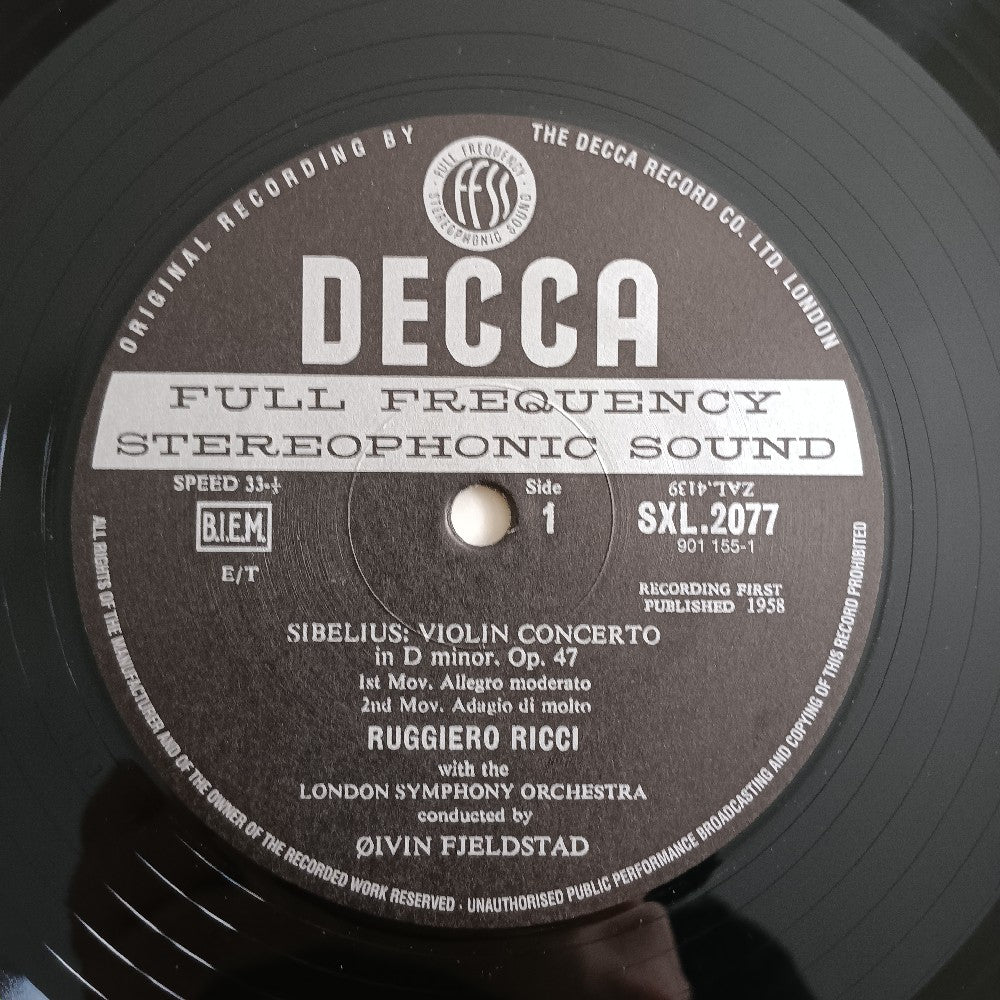 ORIGINAL RECORDING BY
THE DECCA RECORD CO. LTD. LONDON
FULL FREQUENCY
FFSS
STEREOPHONIC SOUND
DECCA
FULL FREQUENCY
STEREOPHONIC SOUND
SPEED 33-⅓
Side
1
ZAL.4139
SXL.2077
901 155-1
B.I.E.M.
E/T
RECORDING FIRST
PUBLISHED 1958
SIBELIUS: VIOLIN CONCERTO
in D minor. Op. 47
1st Mov. Allegro moderato
2nd Mov. Adagio di molto
RUGGIERO RICCI
with the
LONDON SYMPHONY ORCHESTRA
conducted by
ØIVIN FJELDSTAD
ALL RIGHTS OF THE MANUFACTURER AND OF THE OWNER OF THE RECORDED WORK RESERVED · UNAUTHORISED PUBLIC PERFORMANCE BROADCASTING AND COPYING OF THIS RECORD PROHIBITED